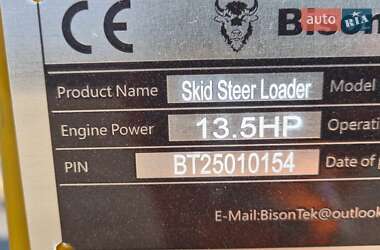 CE Bison
auto RIA
Product Name Skid Steer Loader Model
Engine Power 13.5HP Operati
PIN BT25010154 Date of
E-Mail:BisonTek@outlook